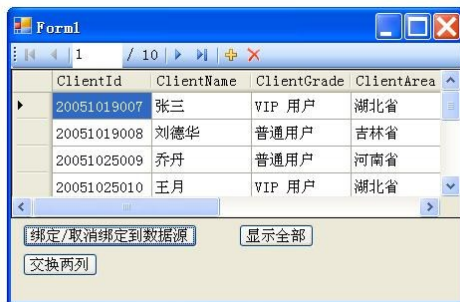 Form1
1 / 10
ClientId ClientName ClientGrade ClientArea
20051019007 张三 VIP 用户 湖北省
20051019008 刘德华 普通用户 吉林省
20051025009 乔丹 普通用户 河南省
20051025010 王月 VIP 用户 湖北省
绑定/取消绑定到数据源 显示全部
交换两列